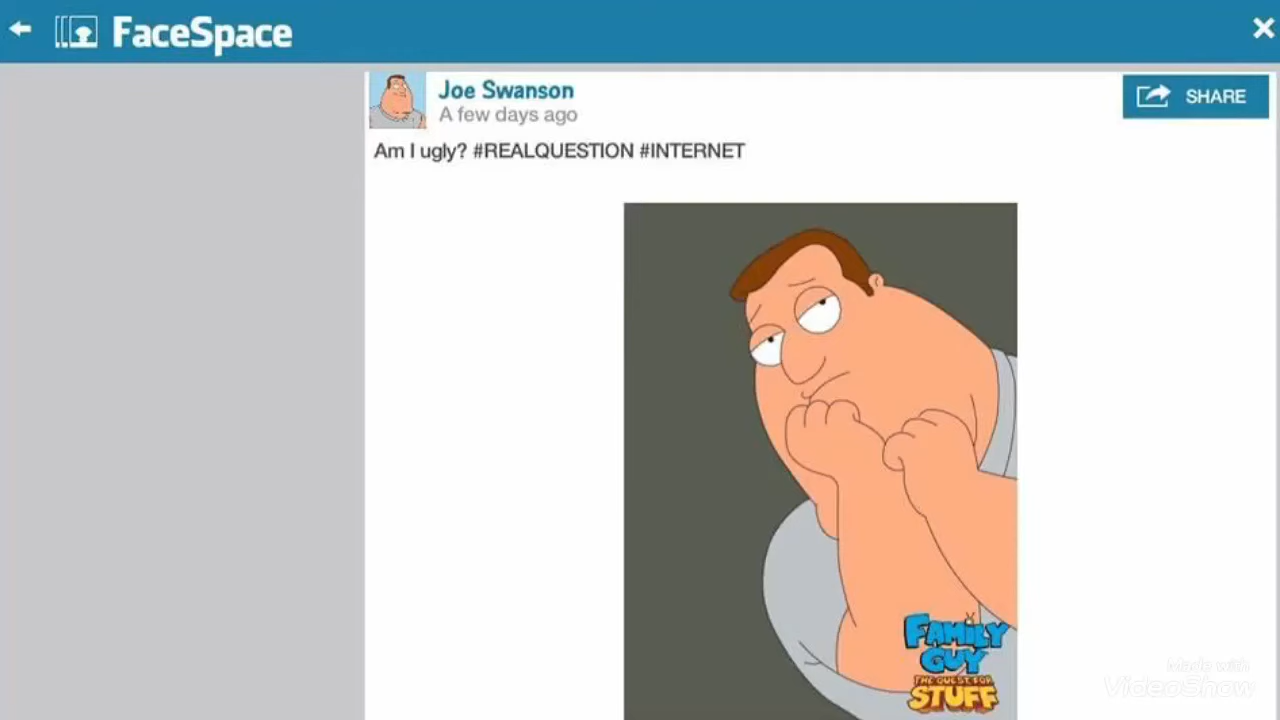 FaceSpace
Joe Swanson
SHARE
A few days ago
Am I ugly? #REALQUESTION #INTERNET
FAMILY
GUY
THE QUEST FOR
STUFF
Made with
VideoShow